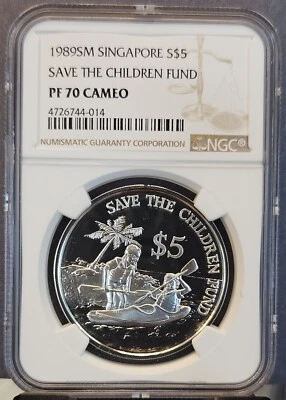 1989SM SINGAPORE S$5
SAVE THE CHILDREN FUND
PF 70 CAMEO
4726744-014
NUMISMATIC GUARANTY CORPORATION
NGC®
SAVE THE CHILDREN FUND
$5